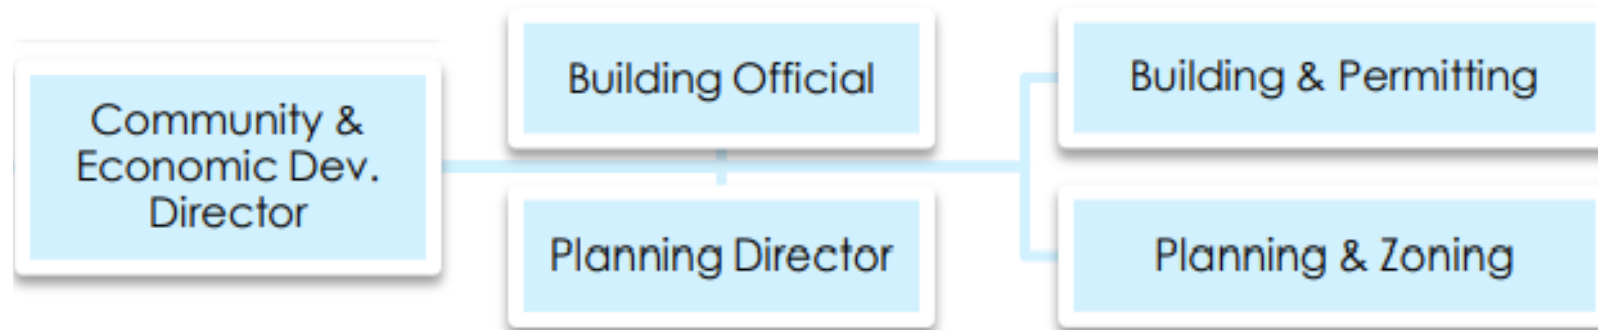 Community &
Economic Dev.
Director
Building Official
Planning Director
Building & Permitting
Planning & Zoning